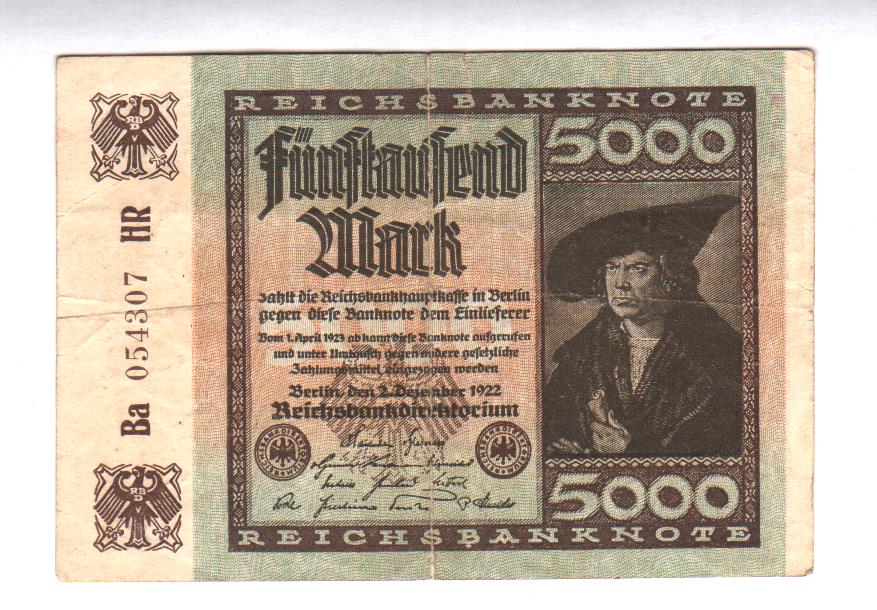 REICHSBANKNOTE
5000
Fünftausend
Mark
zahlt die Reichsbankhauptkasse in Berlin
gegen diese Banknote dem Einlieferer
Vom 1. April 1923 ab kann diese Banknote aufgerufen
und unter Umtausch gegen andere gesetzliche
Zahlungsmittel eingezogen werden
Berlin, den 2. Dezember 1922
Reichsbankdirektorium
5000
REICHSBANKNOTE
Ba 054307 HR
RB
D
RB
D